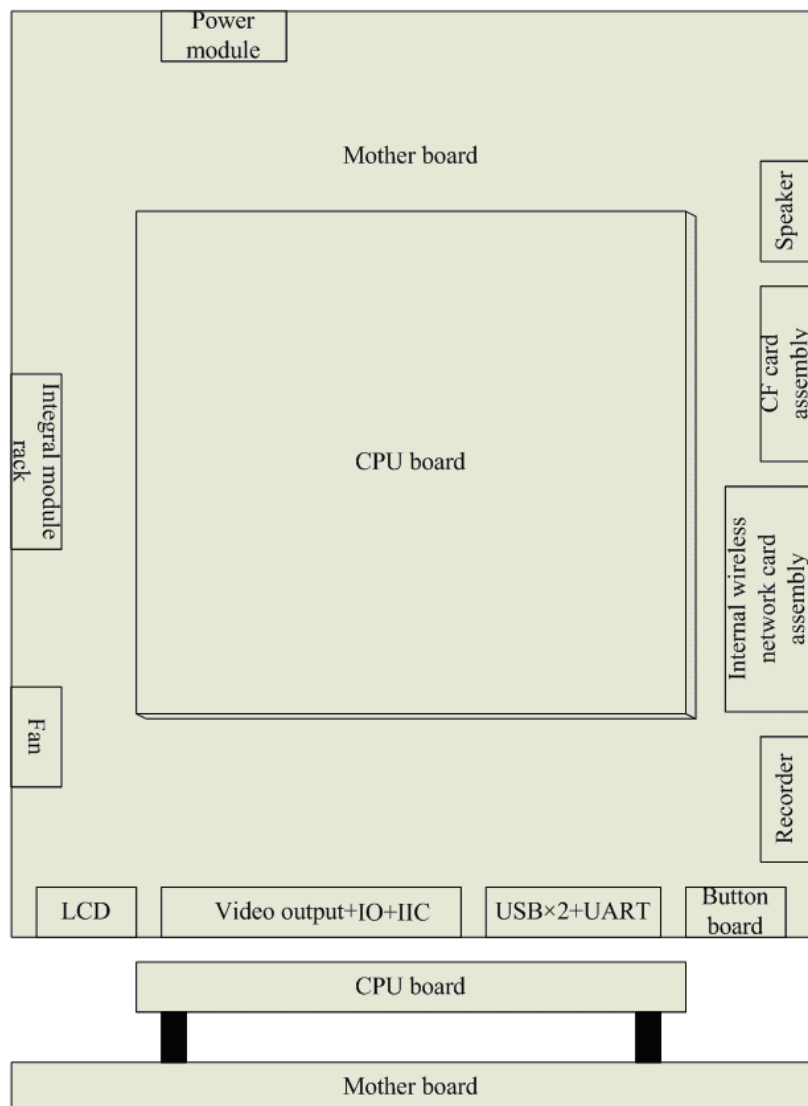 Power
module
Mother board
Speaker
CF card
assembly
Integral module
rack
CPU board
Internal wireless
network card
assembly
Fan
Recorder
LCD
Video output+IO+IIC
USB×2+UART
Button
board
CPU board
Mother board